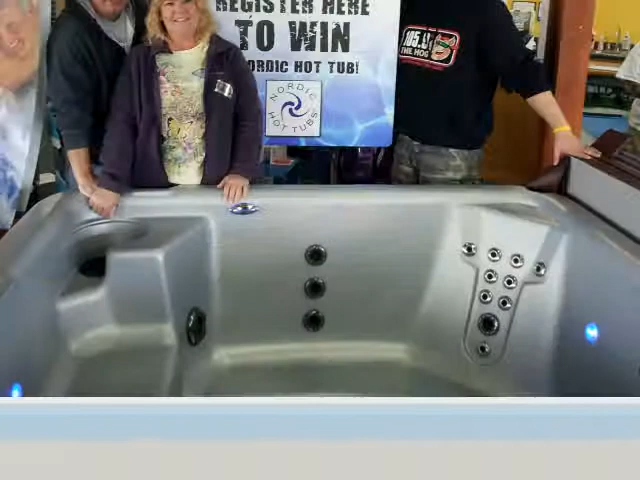 REGISTER HERE
TO WIN
NORDIC HOT TUB!
NORDIC
HOT TUBS
105.
THE HOG